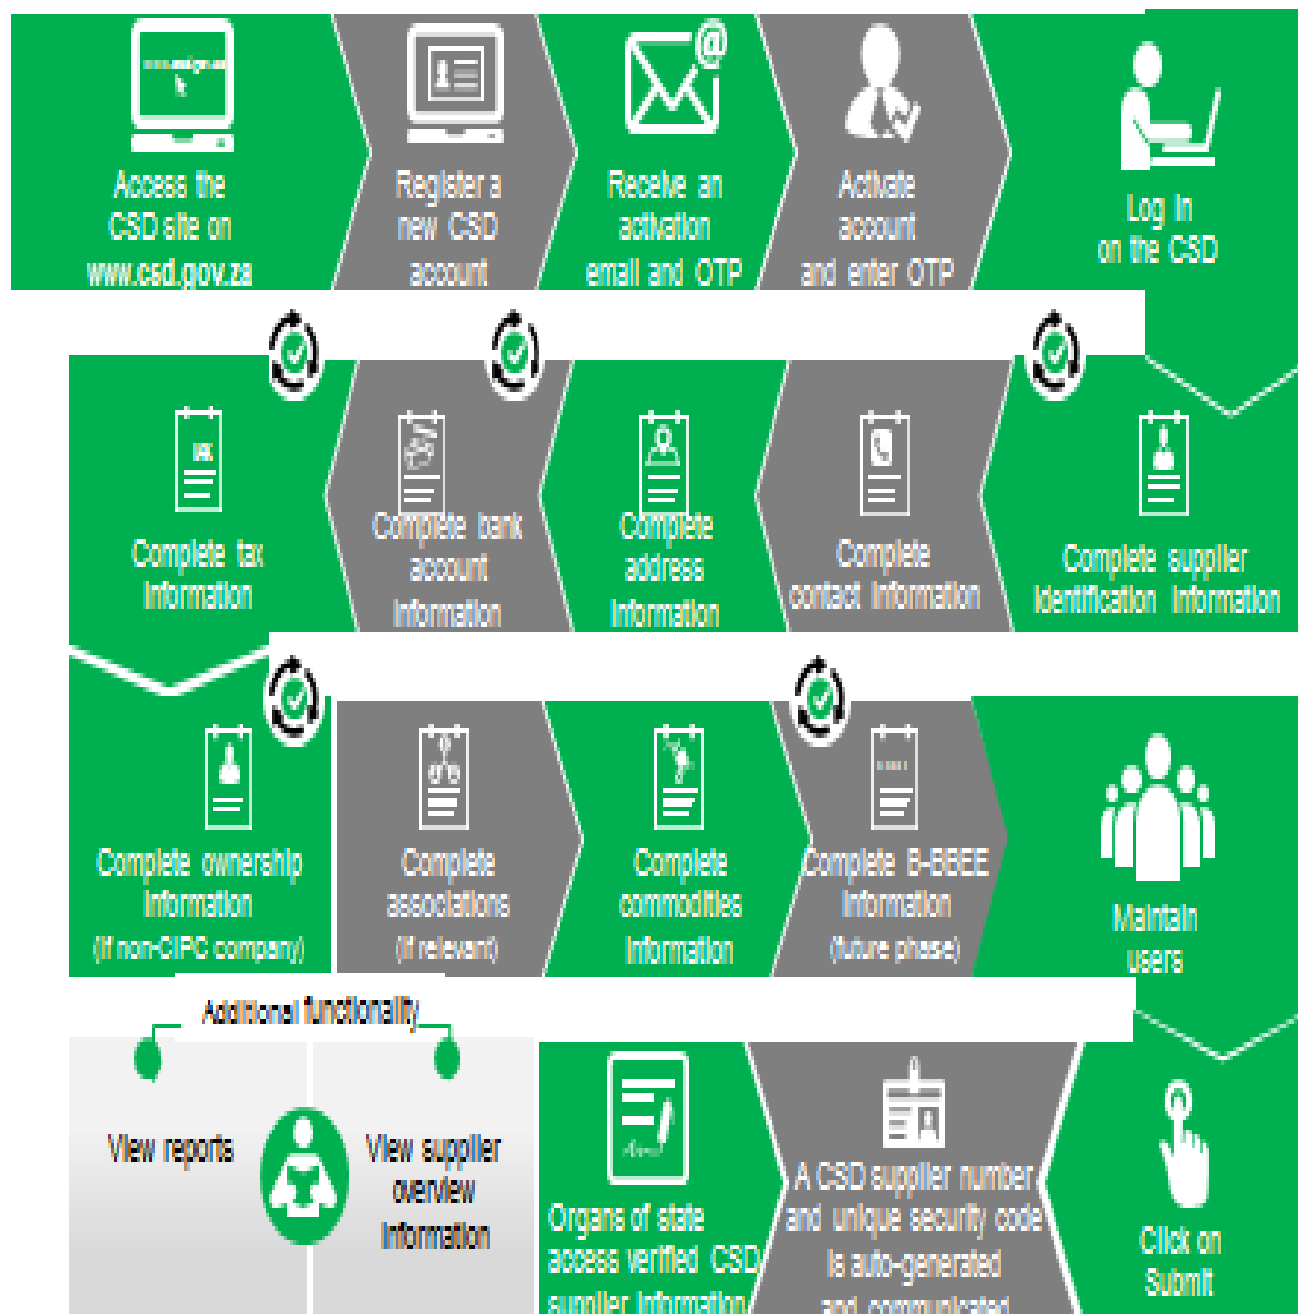 Access the
CSD site on
www.csd.gov.za
Register a
new CSD
account
Receive an
activation
email and OTP
Activate
account
and enter OTP
Log in
on the CSD
Complete tax
Information
Complete bank
account
Information
Complete
address
Information
Complete
contact Information
Complete supplier
Identification Information
Complete ownership
Information
(If non-CIPC company)
Complete
associations
(If relevant)
Complete
commodities
Information
Complete B-BBEE
Information
(future phase)
Maintain
users
Additional functionality
View reports
View supplier
overview
Information
Organs of state
access verified CSD
supplier Information
A CSD supplier number
and unique security code
Is auto-generated
and communicated
Click on
Submit